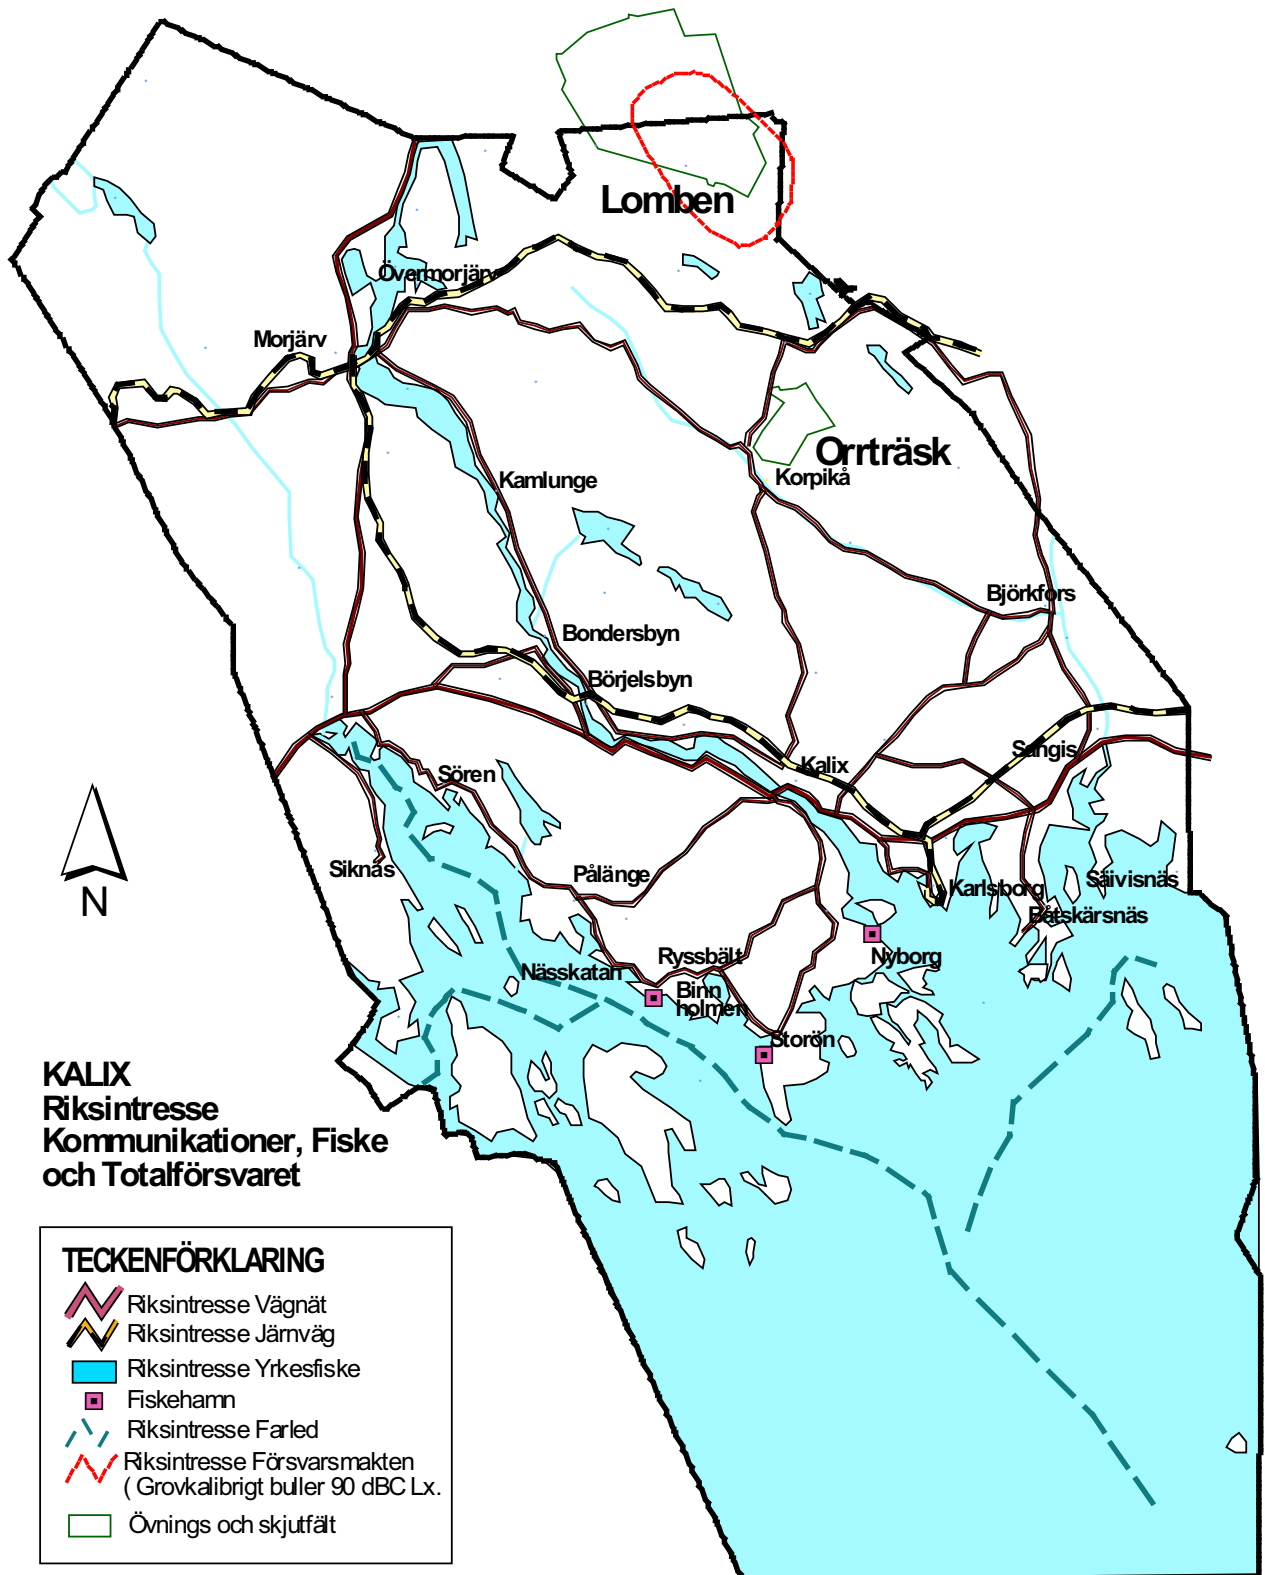 Lomben
Övermorjärv
Morjärv
Orrträsk
Korpikå
Kamlunge
Björkfors
Bondersbyn
Börjelsbyn
Sangis
Kalix
Sören
Siknäs
Pålänge
Karlsborg
Säivisnäs
Båtskärsnäs
Nyborg
Ryssbält
Nässkatan
Binn
holmen
Storön
N
KALIX
Riksintresse
Kommunikationer, Fiske
och Totalförsvaret
TECKENFÖRKLARING
Riksintresse Vägnät
Riksintresse Järnväg
Riksintresse Yrkesfiske
Fiskehamn
Riksintresse Farled
Riksintresse Försvarsmakten
( Grovkalibrigt buller 90 dBC Lx.
Övnings och skjutfält